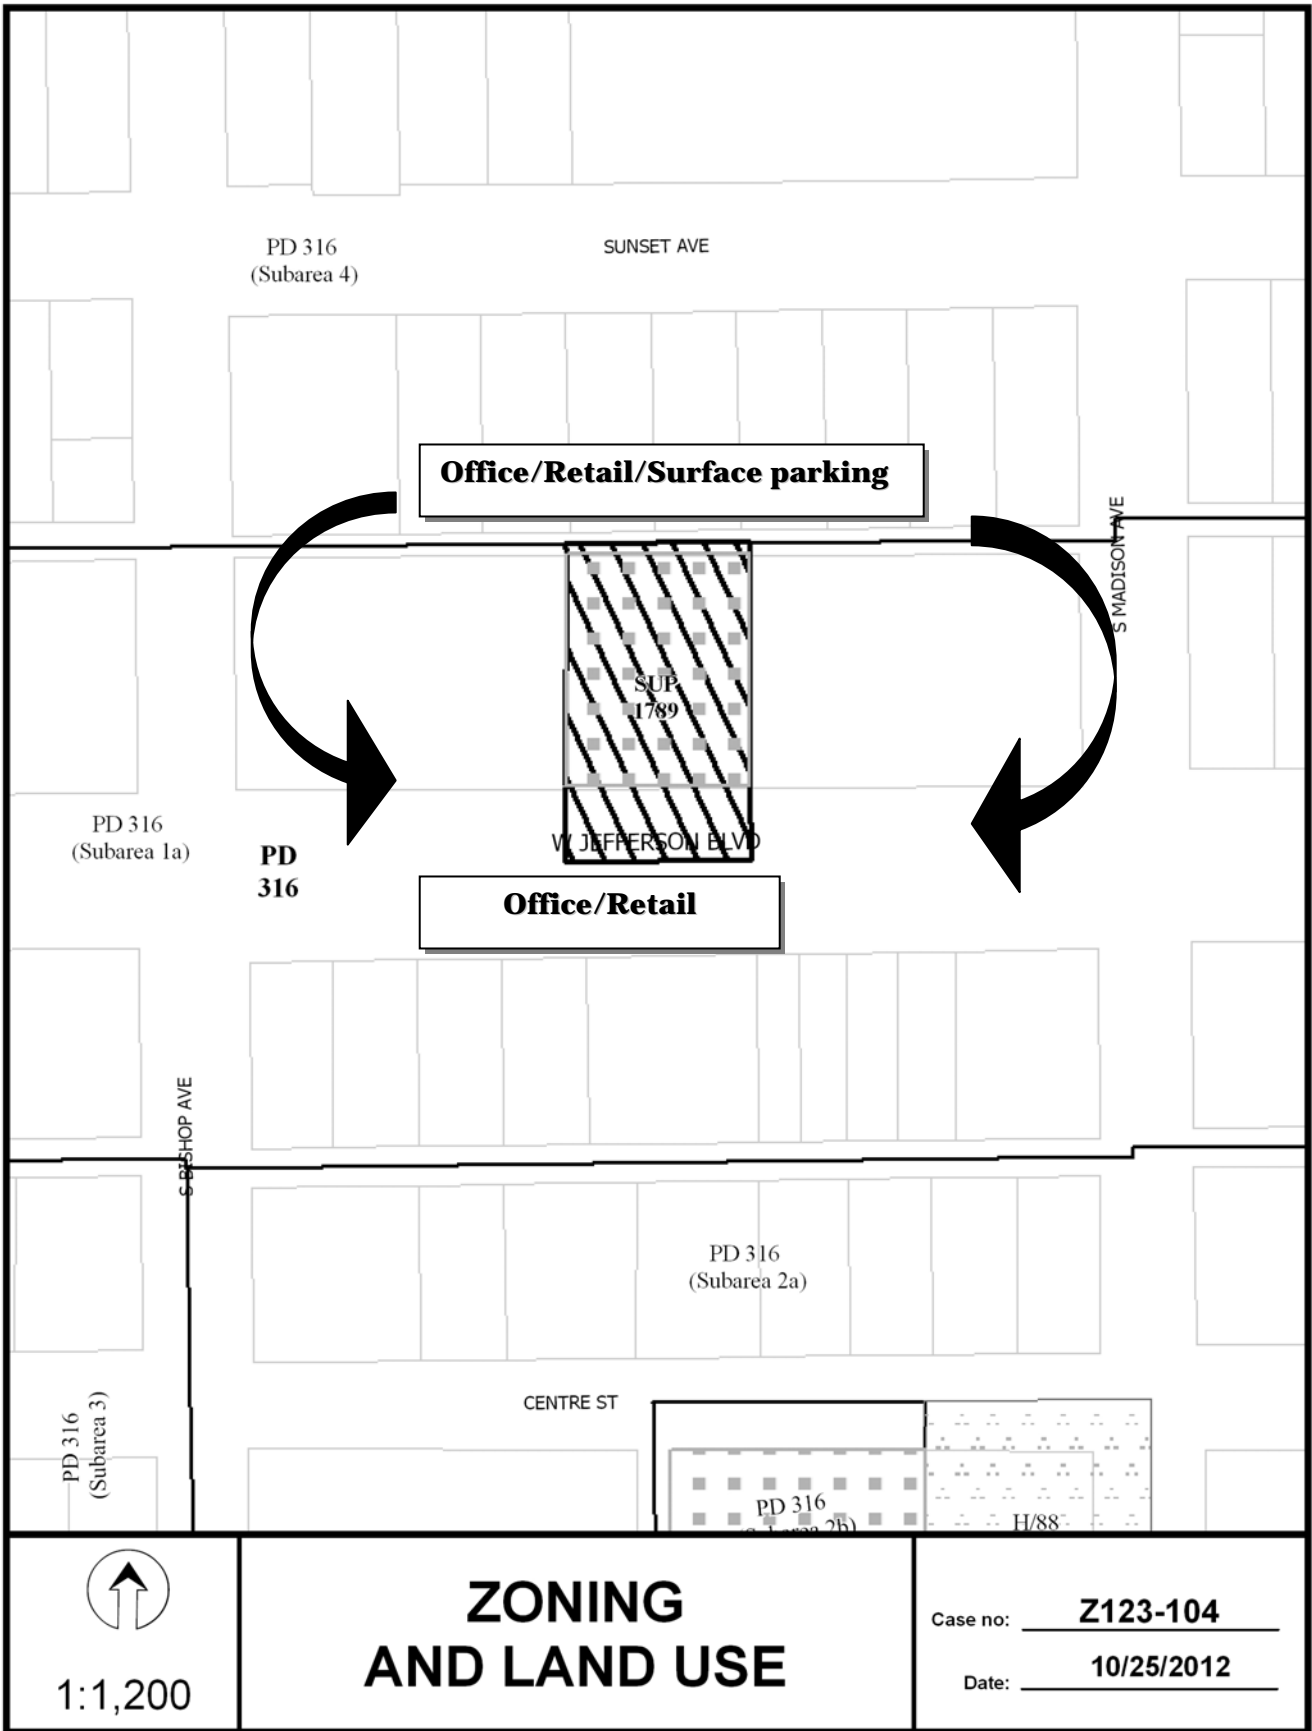 PD 316
(Subarea 4)
SUNSET AVE
Office/Retail/Surface parking
S MADISON AVE
SUP
1789
W JEFFERSON BLVD
PD 316
(Subarea 1a)
PD
316
Office/Retail
S BISHOP AVE
PD 316
(Subarea 2a)
CENTRE ST
PD 316
(Subarea 3)
PD 316
(Subarea 2b)
H/88
1:1,200
ZONING
AND LAND USE
Case no: Z123-104
Date: 10/25/2012